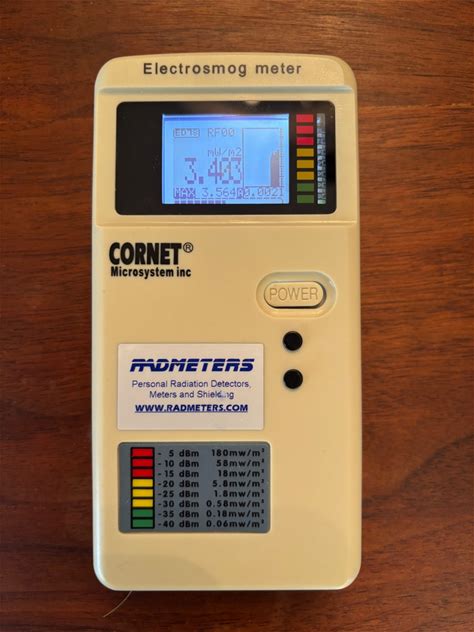 Electrosmog meter
ED78 RF00
mW/m2
3.403
MAX 3.564
CORNET®
Microsystem inc
POWER
RADMETERS
Personal Radiation Detectors,
Meters and Shielding
WWW.RADMETERS.COM
- 5 dBm 180mw/m²
-10 dBm 58mw/m²
-15 dBm 18mw/m²
-20 dBm 5.8mw/m²
-25 dBm 1.8mw/m²
-30 dBm 0.58mw/m²
-35 dBm 0.18mw/m²
-40 dBm 0.06mw/m²